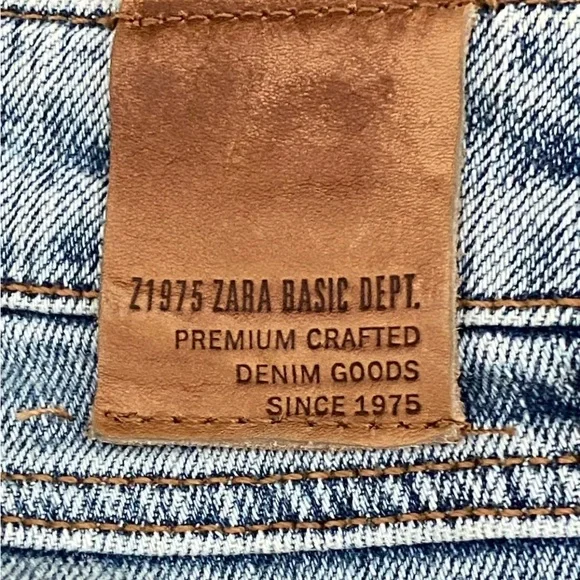 Z1975 ZARA BASIC DEPT.
PREMIUM CRAFTED
DENIM GOODS
SINCE 1975